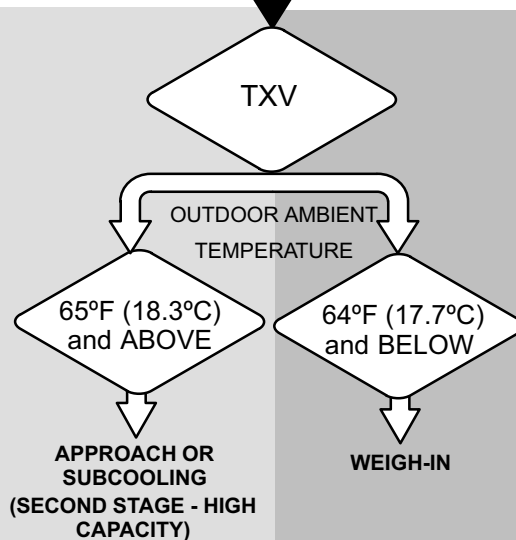 TXV
OUTDOOR AMBIENT
TEMPERATURE
65ºF (18.3ºC)
and ABOVE
64ºF (17.7ºC)
and BELOW
APPROACH OR
SUBCOOLING
(SECOND STAGE - HIGH
CAPACITY)
WEIGH-IN